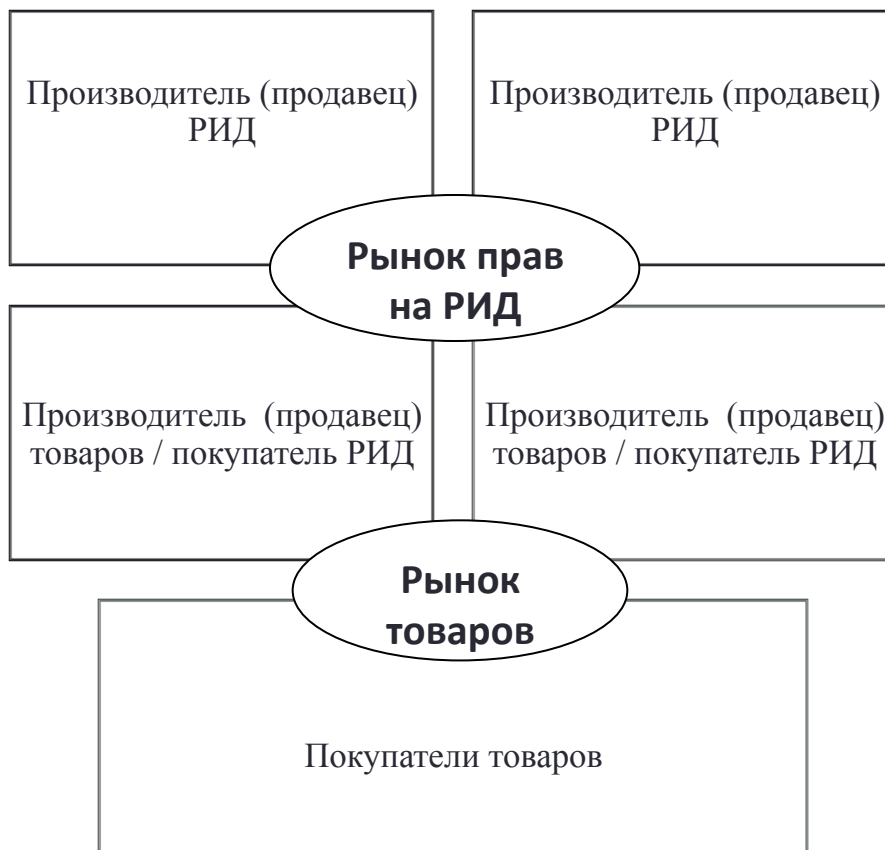 Производитель (продавец)
РИД
Производитель (продавец)
РИД
Рынок прав
на РИД
Производитель (продавец)
товаров / покупатель РИД
Производитель (продавец)
товаров / покупатель РИД
Рынок
товаров
Покупатели товаров